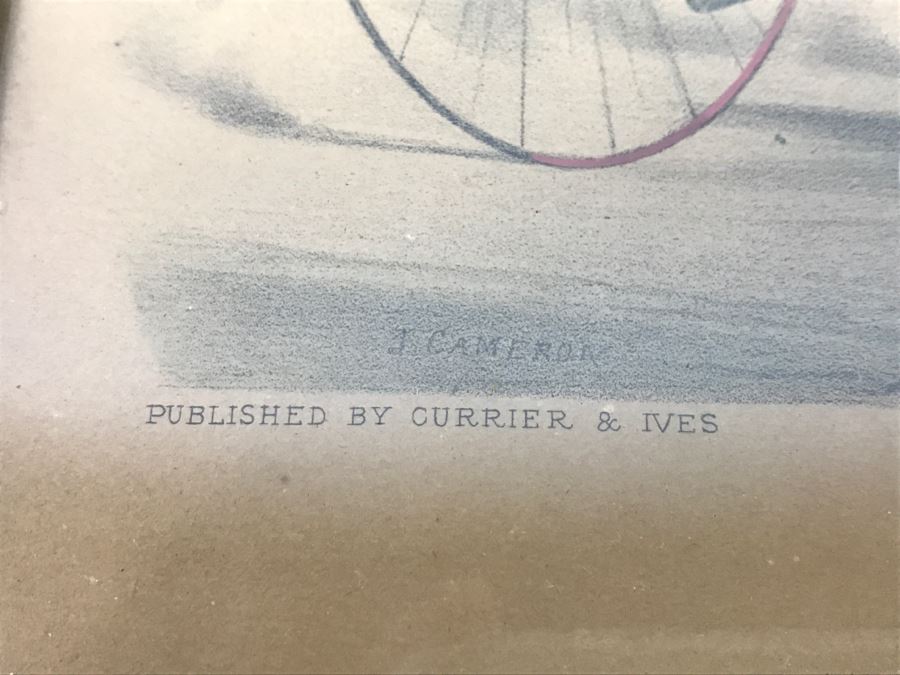 J. CAMERON
PUBLISHED BY CURRIER & IVES